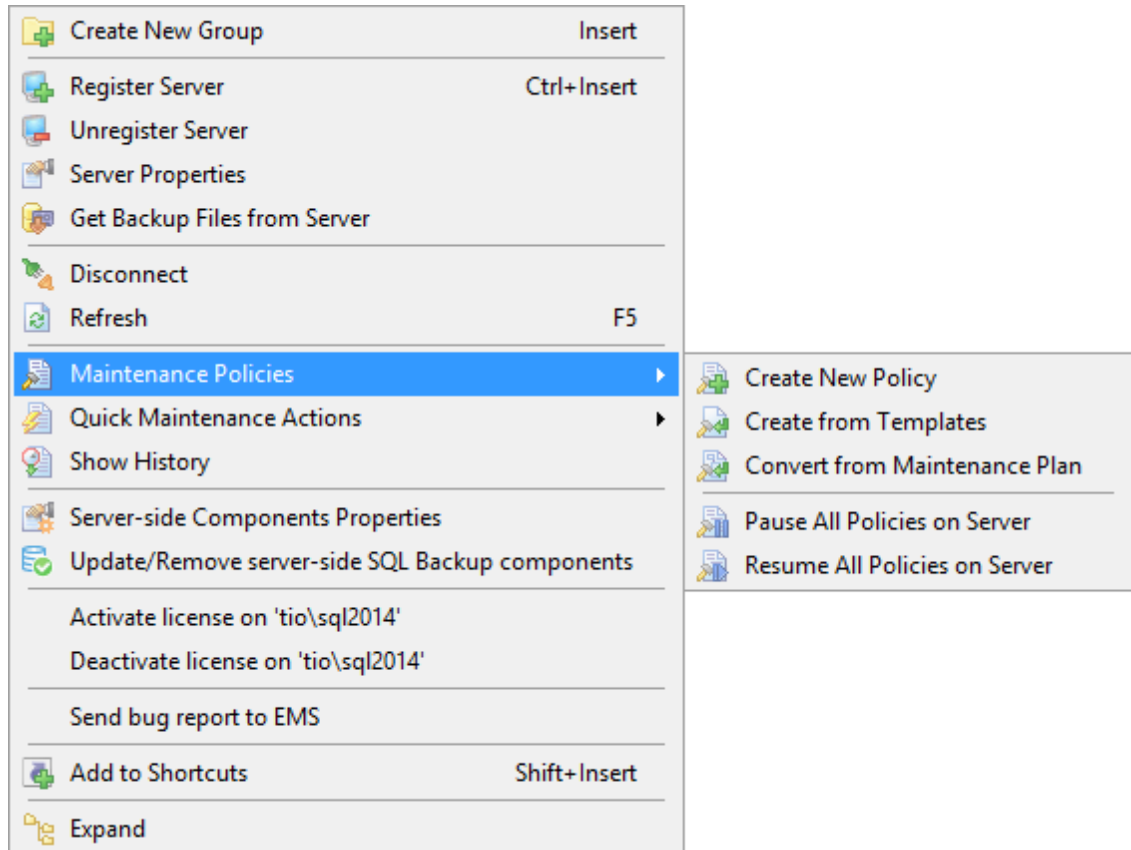 Create New Group Insert
Register Server Ctrl+Insert
Unregister Server
Server Properties
Get Backup Files from Server
Disconnect
Refresh F5
Maintenance Policies
Quick Maintenance Actions
Show History
Server-side Components Properties
Update/Remove server-side SQL Backup components
Activate license on 'tio\sql2014'
Deactivate license on 'tio\sql2014'
Send bug report to EMS
Add to Shortcuts Shift+Insert
Expand
Create New Policy
Create from Templates
Convert from Maintenance Plan
Pause All Policies on Server
Resume All Policies on Server